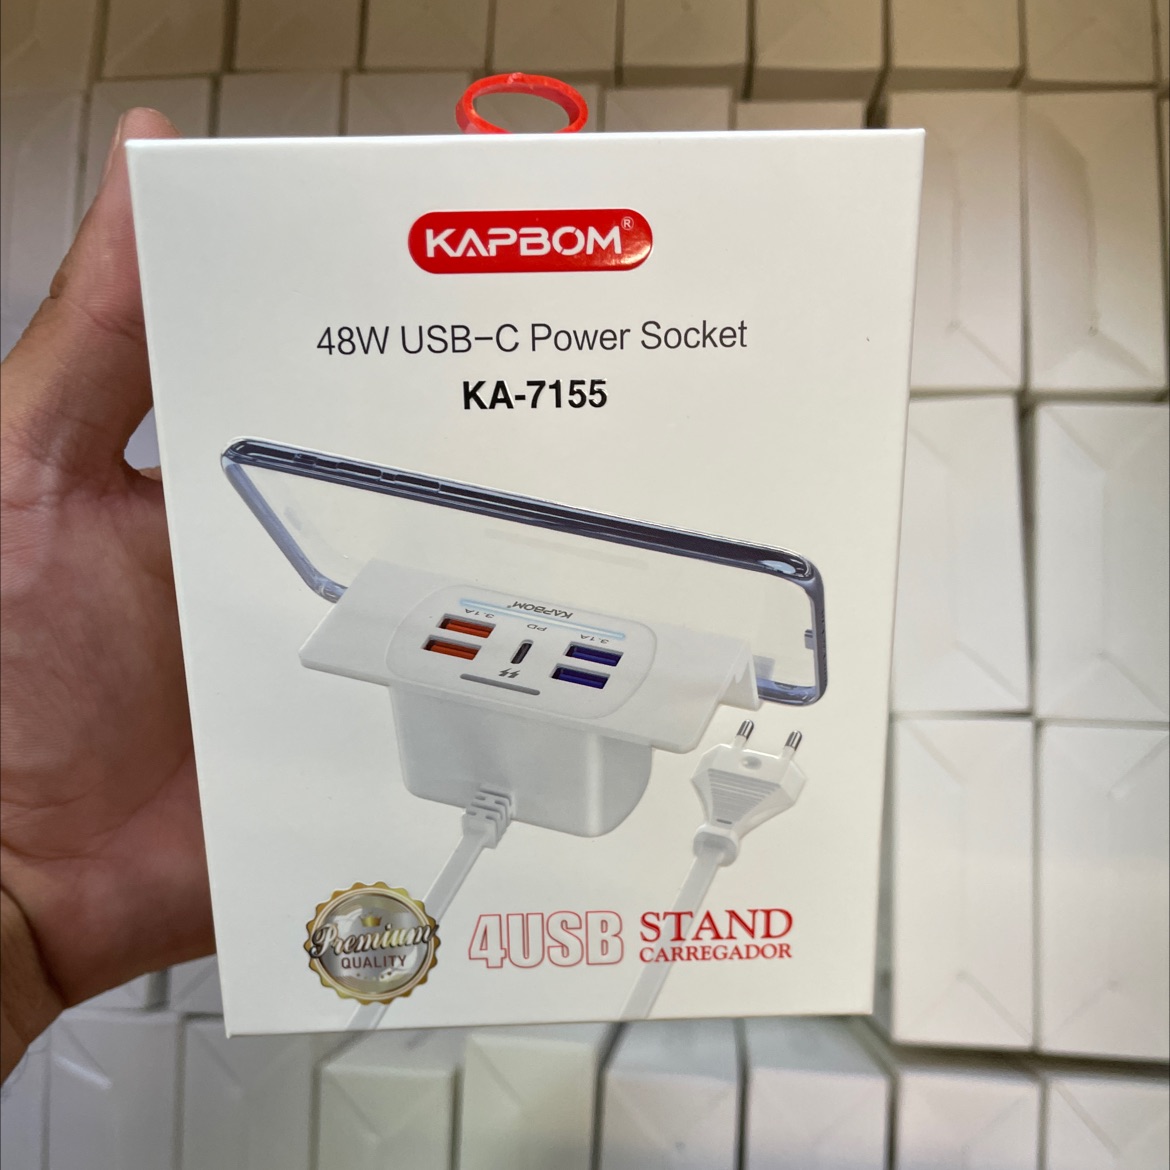 KAPBOM®
48W USB-C Power Socket
KA-7155
KAPBOM®
3.1A
PD
3.1A
Premium
QUALITY
4USB
STAND
CARREGADOR